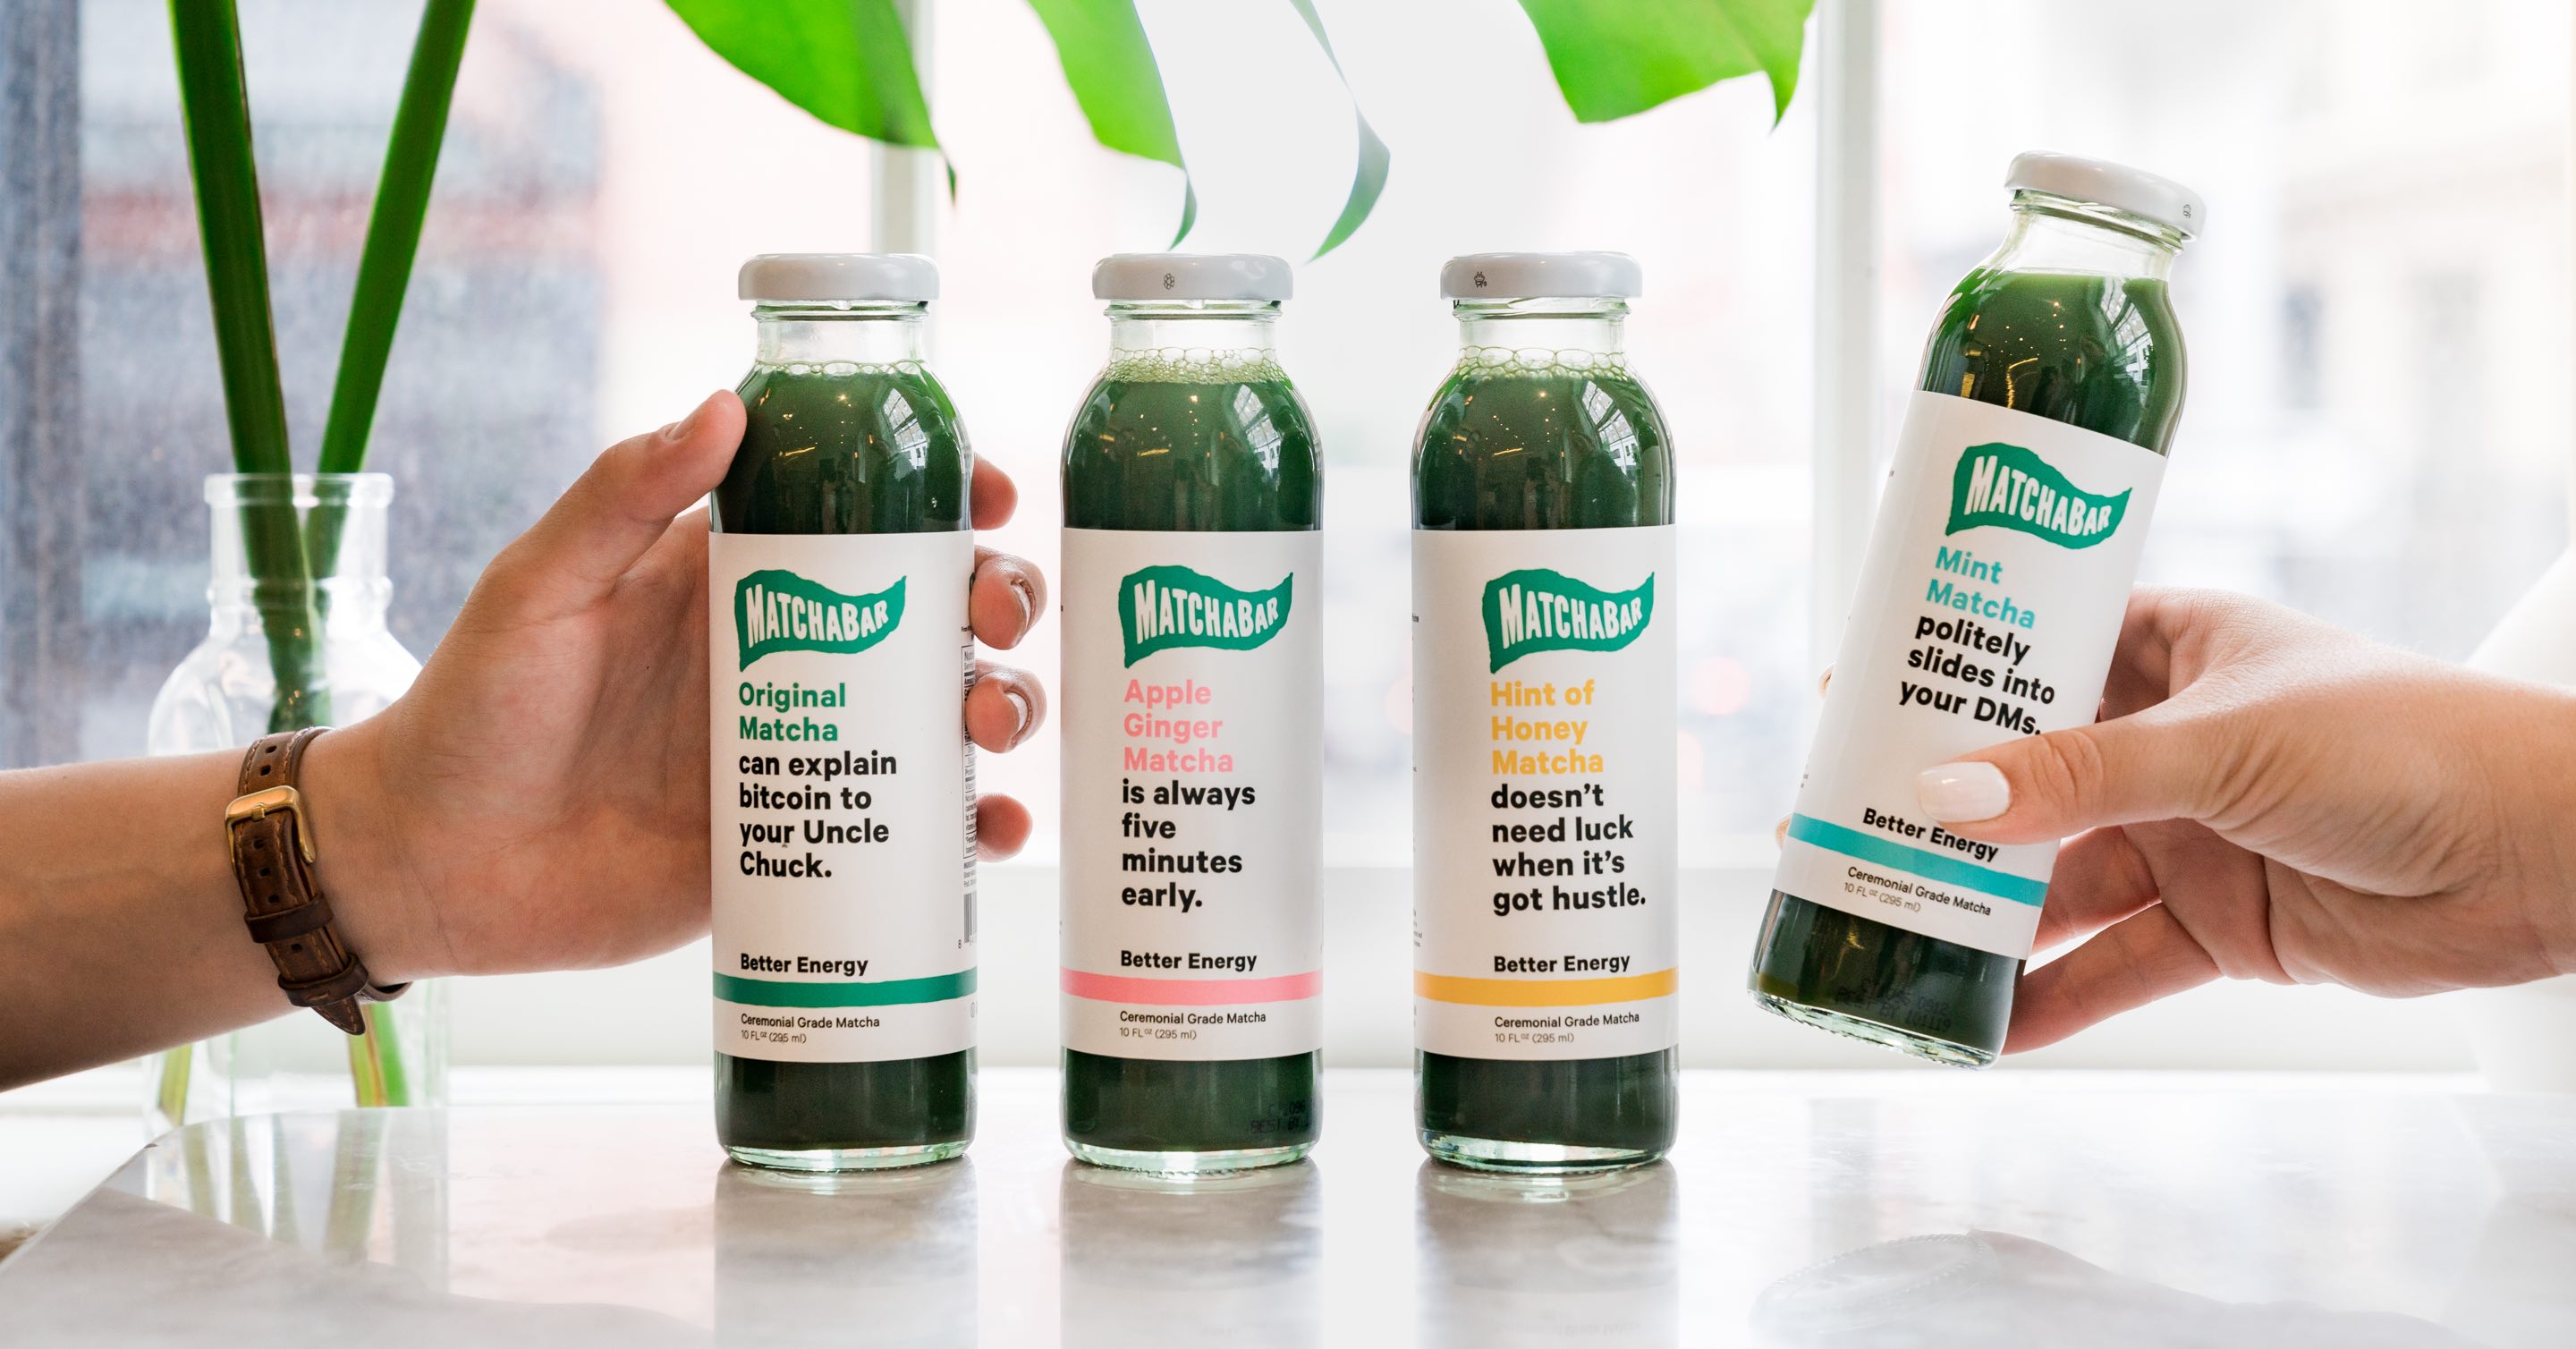 MATCHABAR
Original
Matcha
can explain
bitcoin to
your Uncle
Chuck.
Better Energy
Ceremonial Grade Matcha
10 FL oz (295 ml)
MATCHABAR
Apple
Ginger
Matcha
is always
five
minutes
early.
Better Energy
Ceremonial Grade Matcha
10 FL oz (295 ml)
MATCHABAR
Hint of
Honey
Matcha
doesn't
need luck
when it's
got hustle.
Better Energy
Ceremonial Grade Matcha
10 FL oz (295 ml)
MATCHABAR
Mint
Matcha
politely
slides into
your DMs.
Better Energy
Ceremonial Grade Matcha
10 FL oz (295 ml)